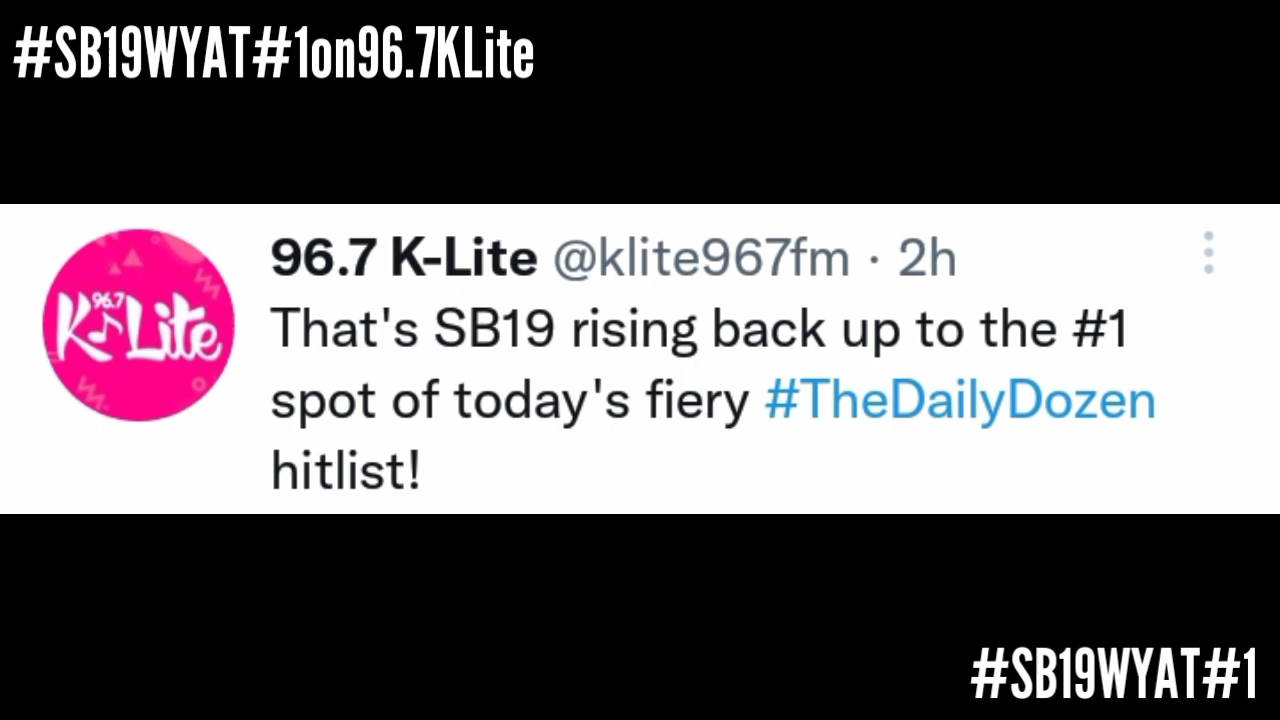 #SB19WYAT#1on96.7KLite
96.7 K-Lite @klite967fm · 2h
96.7
K Lite
That's SB19 rising back up to the #1
spot of today's fiery #TheDailyDozen
hitlist!
#SB19WYAT#1